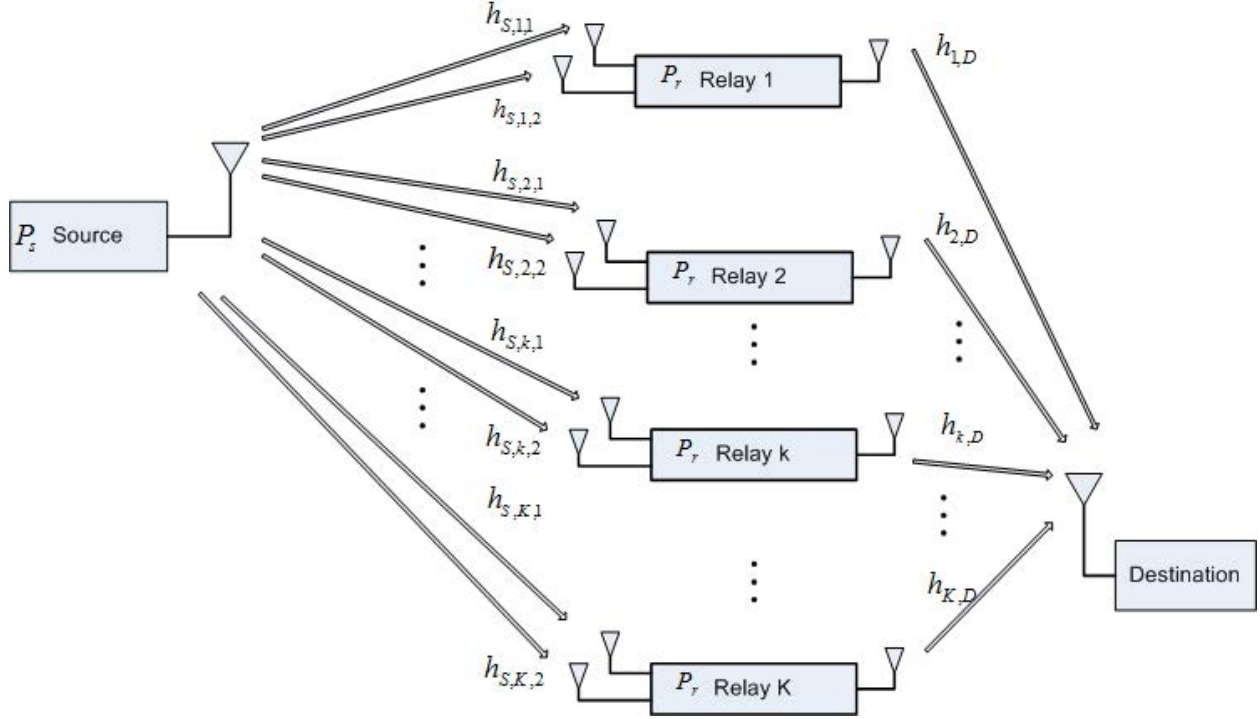 h_{S,1,1}
h_{1,D}
P_r Relay 1
h_{S,1,2}
h_{S,2,1}
h_{2,D}
P_s Source
h_{S,2,2}
P_r Relay 2
h_{S,k,1}
h_{k,D}
h_{S,k,2}
P_r Relay k
h_{S,K,1}
Destination
h_{K,D}
h_{S,K,2}
P_r Relay K